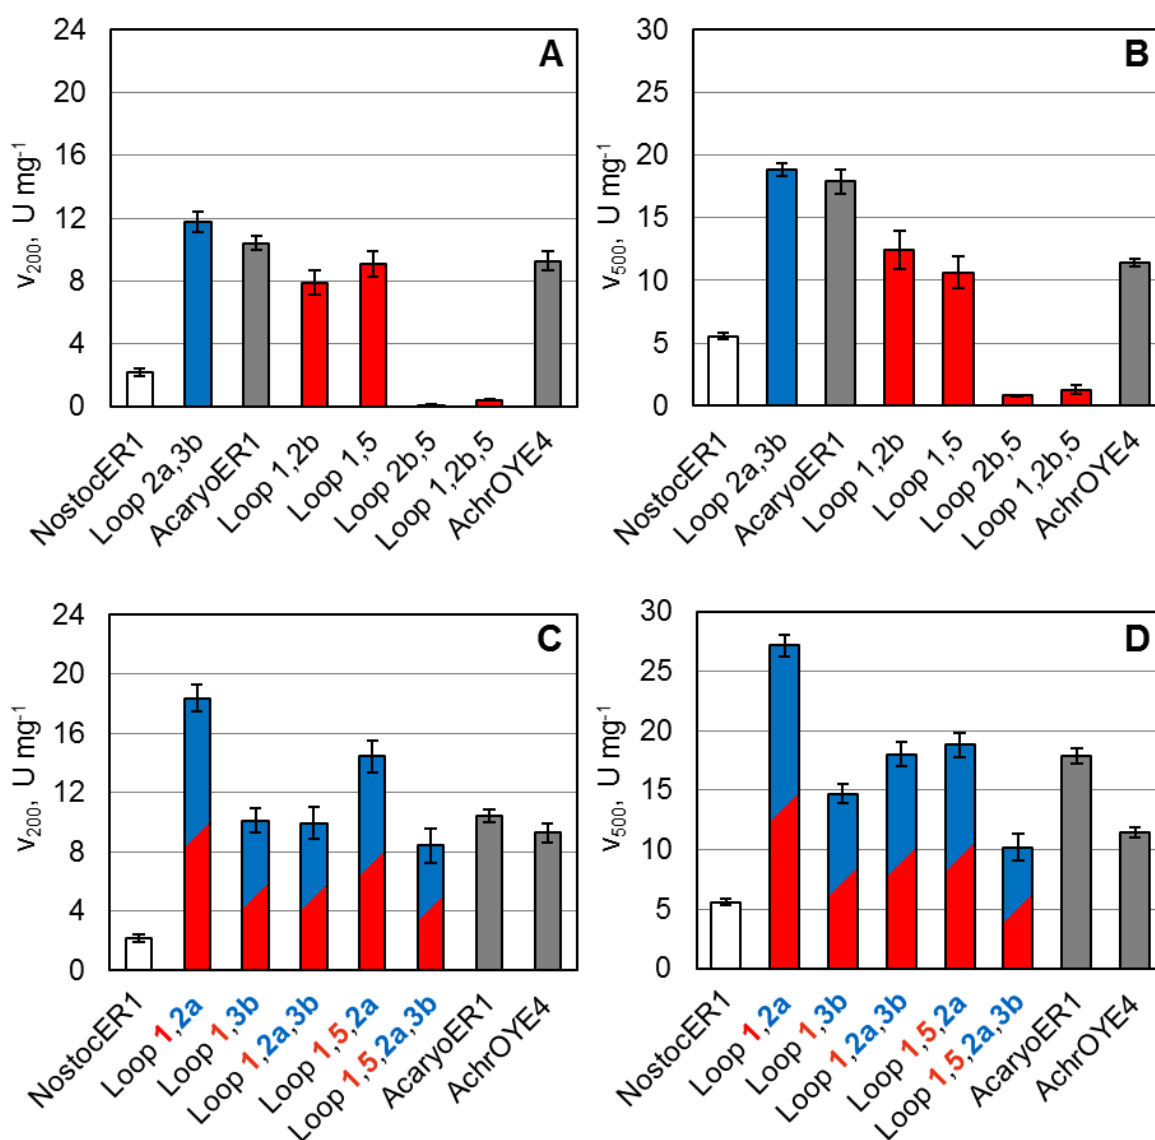 A
v200, U mg-1
24
20
16
12
8
4
0
NostocER1
Loop 2a,3b
AcaryoER1
Loop 1,2b
Loop 1,5
Loop 2b,5
Loop 1,2b,5
AchrOYE4
B
v500, U mg-1
30
25
20
15
10
5
0
NostocER1
Loop 2a,3b
AcaryoER1
Loop 1,2b
Loop 1,5
Loop 2b,5
Loop 1,2b,5
AchrOYE4
C
v200, U mg-1
24
20
16
12
8
4
0
NostocER1
Loop 1,2a
Loop 1,3b
Loop 1,2a,3b
Loop 1,5,2a
Loop 1,5,2a,3b
AcaryoER1
AchrOYE4
D
v500, U mg-1
30
25
20
15
10
5
0
NostocER1
Loop 1,2a
Loop 1,3b
Loop 1,2a,3b
Loop 1,5,2a
Loop 1,5,2a,3b
AcaryoER1
AchrOYE4